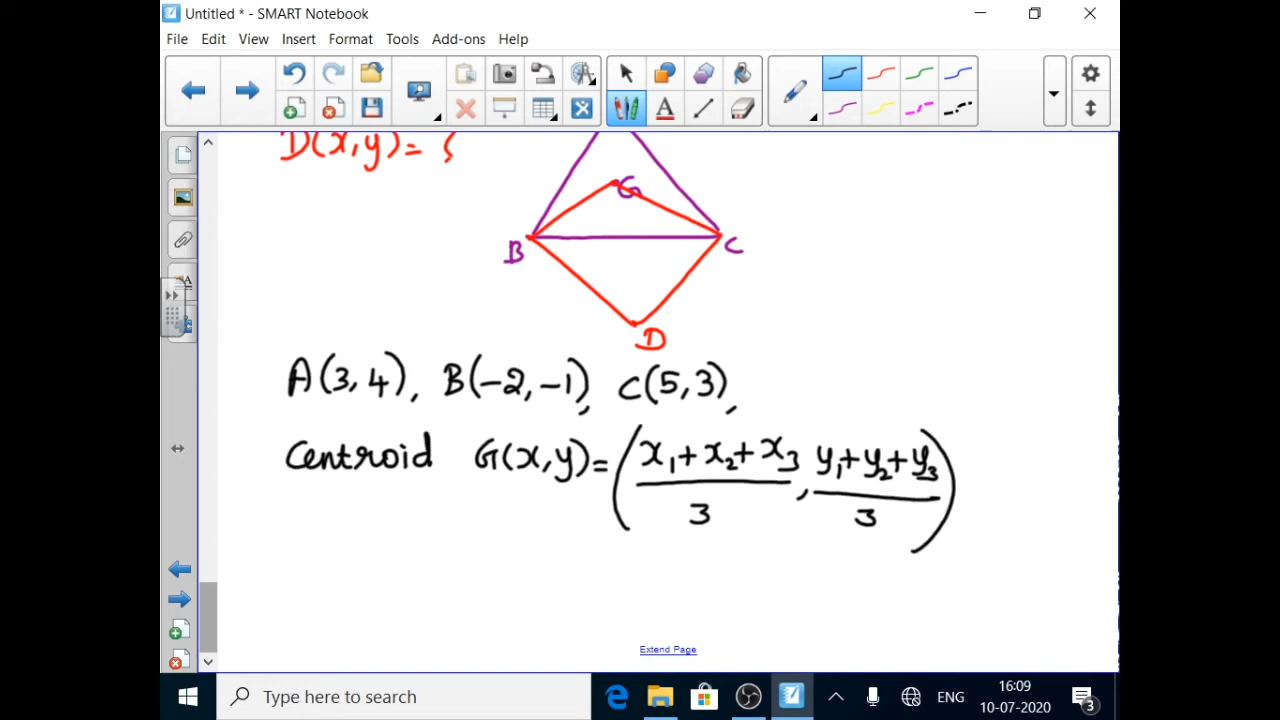 Untitled * - SMART Notebook
File Edit View Insert Format Tools Add-ons Help
D(x,y) = ?
G
B
C
D
A(3,4), B(-2,-1), C(5,3),
Centroid G(x,y) = (x₁+x₂+x₃/3, y₁+y₂+y₃/3)
Extend Page
Type here to search
ENG
16:09
10-07-2020
3